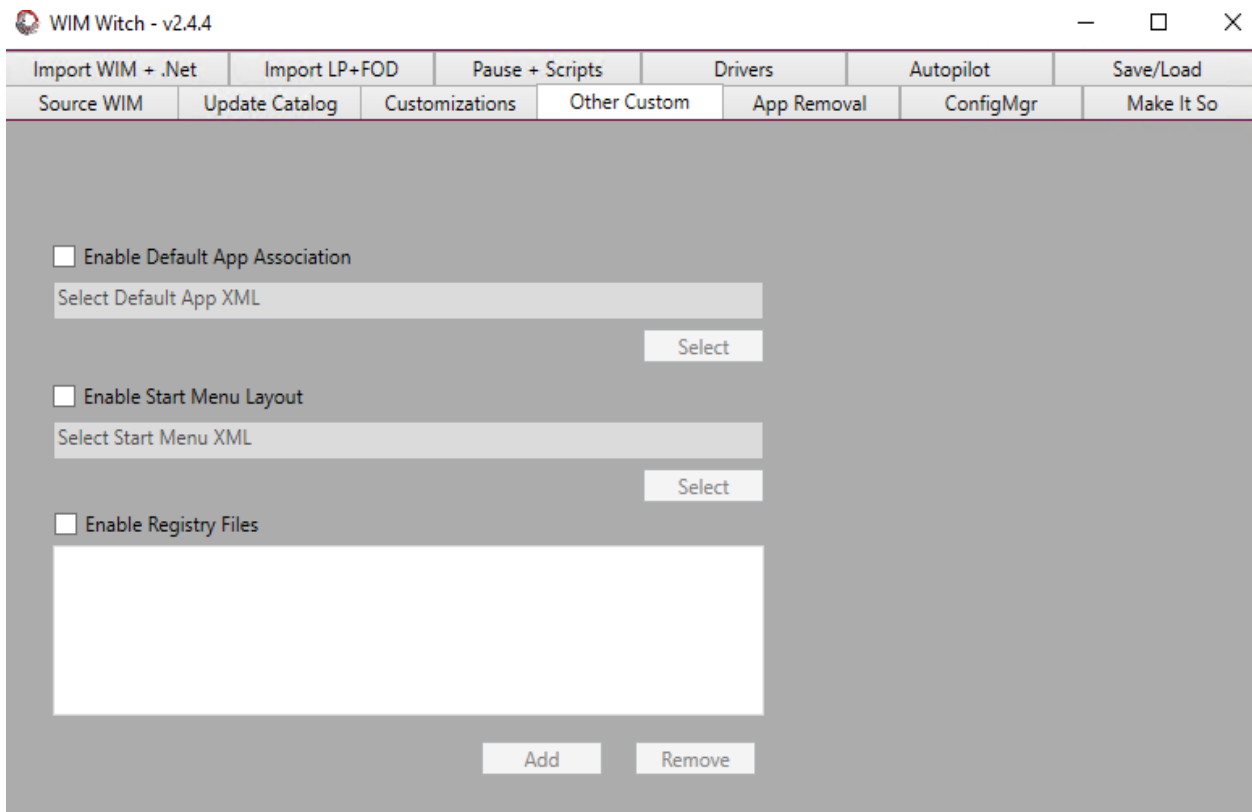 WIM Witch - v2.4.4
Import WIM + .Net Import LP+FOD Pause + Scripts Drivers Autopilot Save/Load
Source WIM Update Catalog Customizations Other Custom App Removal ConfigMgr Make It So
Enable Default App Association
Select Default App XML
Select
Enable Start Menu Layout
Select Start Menu XML
Select
Enable Registry Files
Add Remove